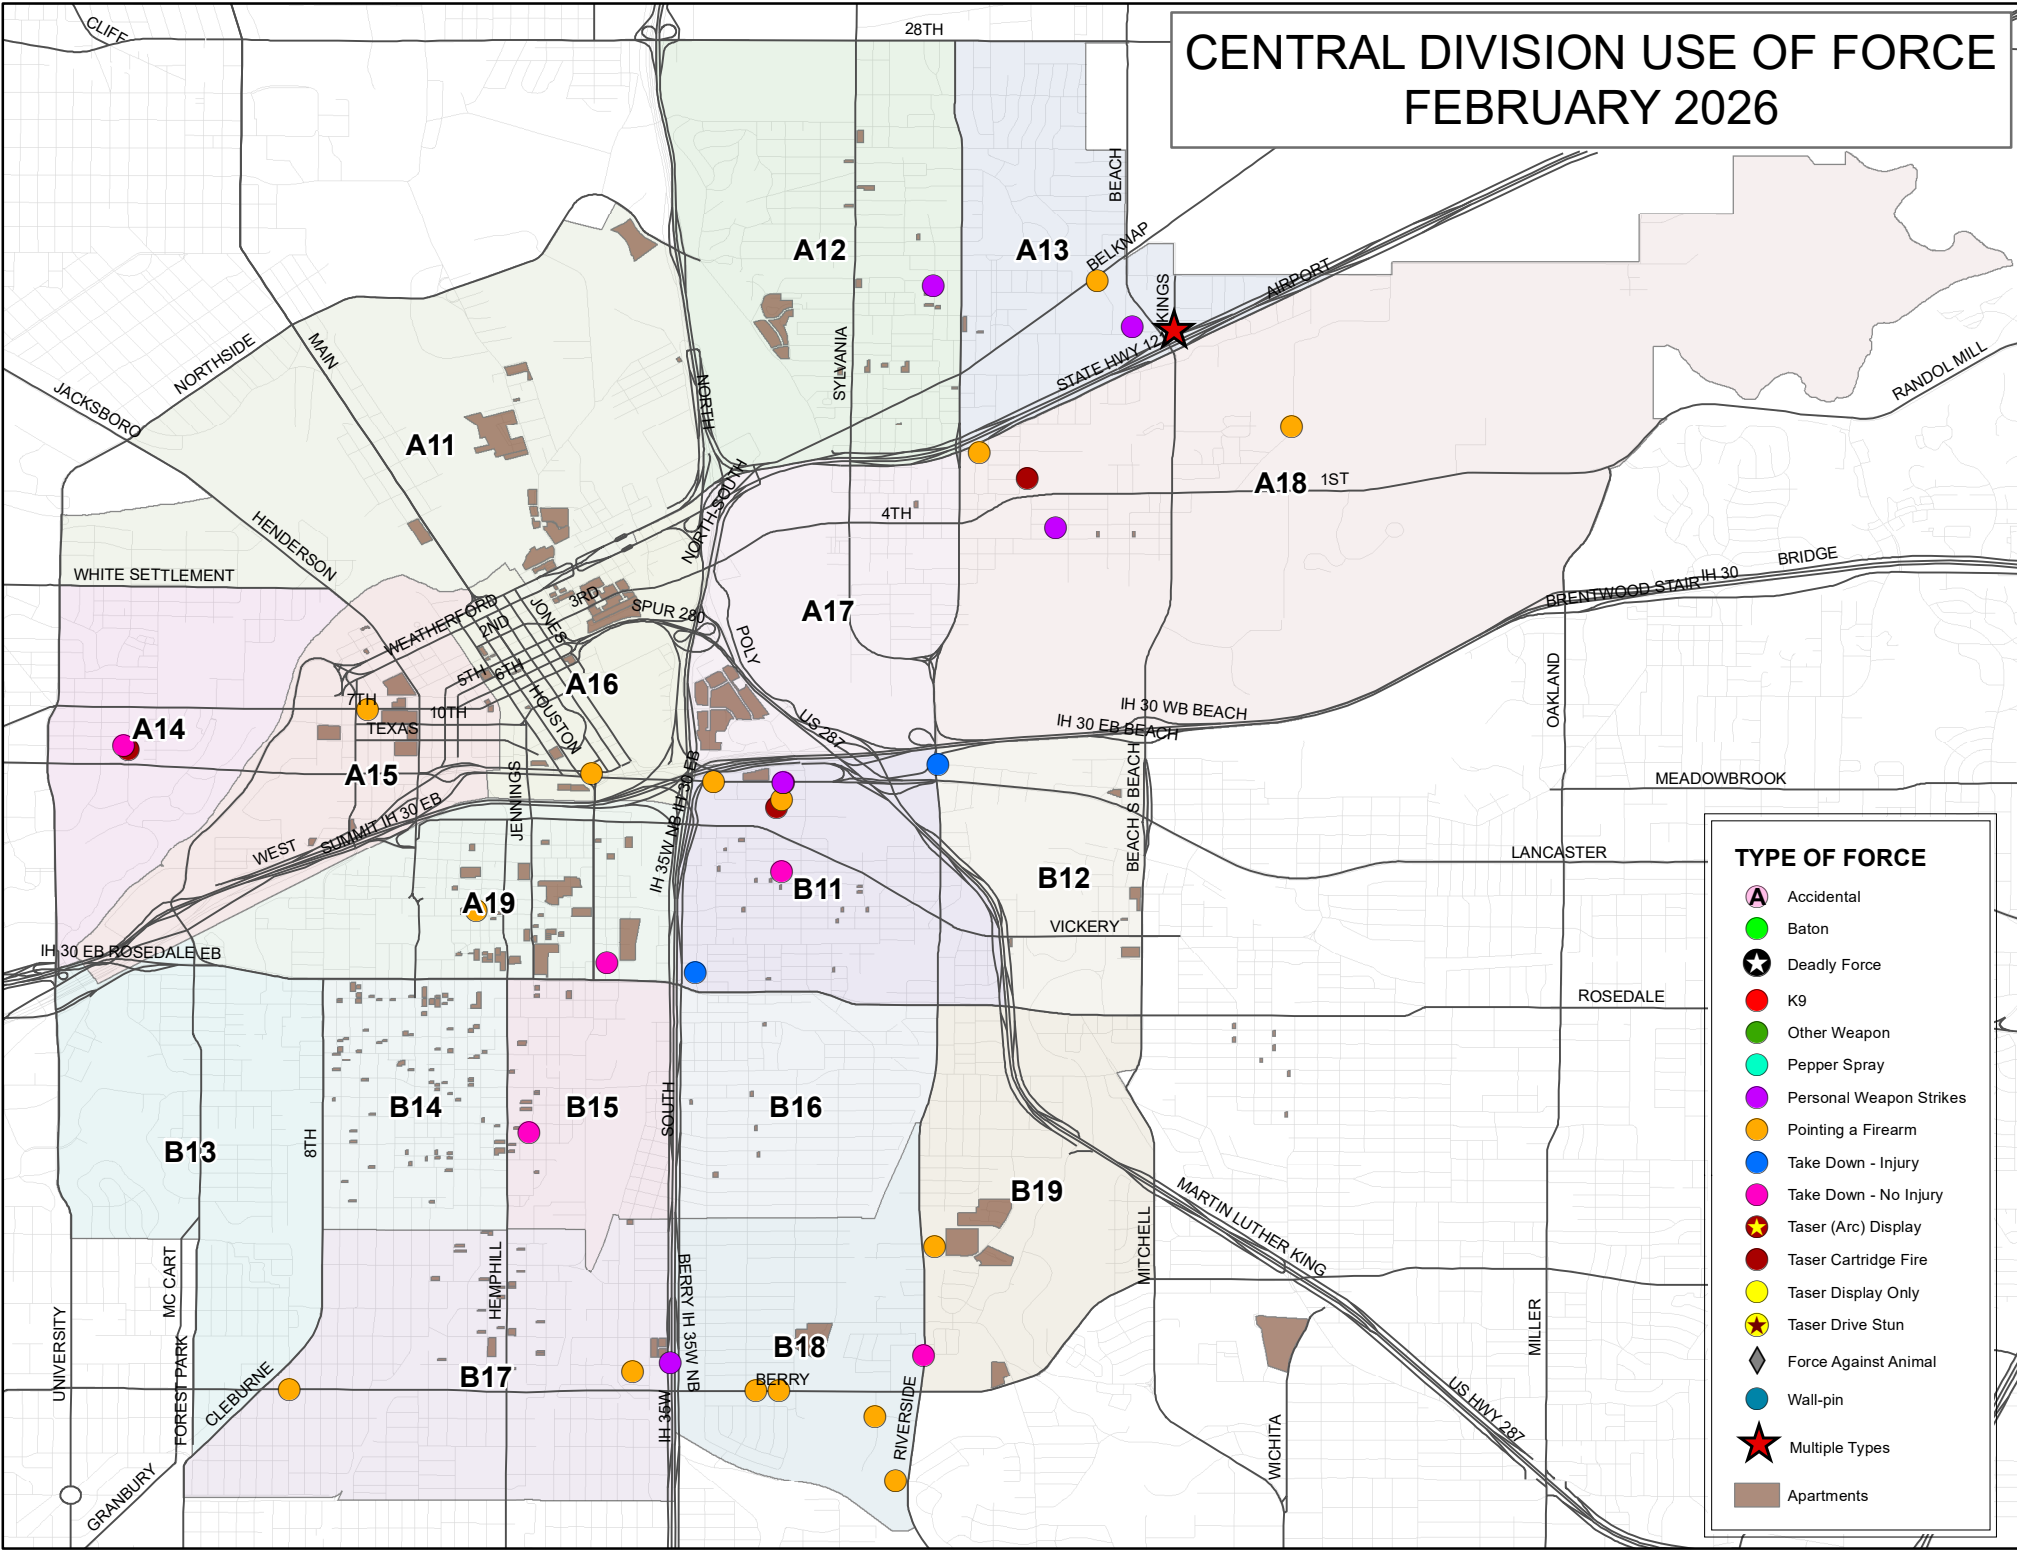 CENTRAL DIVISION USE OF FORCE
FEBRUARY 2026
CLIFF
28TH
BEACH
BELKNAP
A12
A13
KINGS
AIRPORT
NORTHSIDE
MAIN
SYLVANIA
STATE HWY 121
RANDOL MILL
JACKSBORO
NORTH
A11
A18
1ST
4TH
NORTH-SOUTH
HENDERSON
WHITE SETTLEMENT
BRIDGE
IH 30
BRENTWOOD STAIR
WEATHERFORD
JONES
3RD
2ND
SPUR 280
A17
POLY
5TH
6TH
A16
HOUSTON
OAKLAND
7TH
10TH
TEXAS
A14
IH 30 WB BEACH
IH 30 EB BEACH
US 287
A15
JENNINGS
IH 35W NB IH 30 EB
MEADOWBROOK
SUMMIT IH 30 EB
WEST
BEACH S BEACH
LANCASTER
B11
B12
A19
VICKERY
IH 30 EB ROSEDALE EB
ROSEDALE
B13
8TH
B14
B15
SOUTH
B16
B19
MARTIN LUTHER KING
MITCHELL
MC CART
HEMPHILL
BERRY IH 35W NB
UNIVERSITY
FOREST PARK
CLEBURNE
B17
B18
BERRY
IH 35W
RIVERSIDE
MILLER
US HWY 287
WICHITA
GRANBURY
TYPE OF FORCE
A Accidental
Baton
Deadly Force
K9
Other Weapon
Pepper Spray
Personal Weapon Strikes
Pointing a Firearm
Take Down - Injury
Take Down - No Injury
Taser (Arc) Display
Taser Cartridge Fire
Taser Display Only
Taser Drive Stun
Force Against Animal
Wall-pin
Multiple Types
Apartments